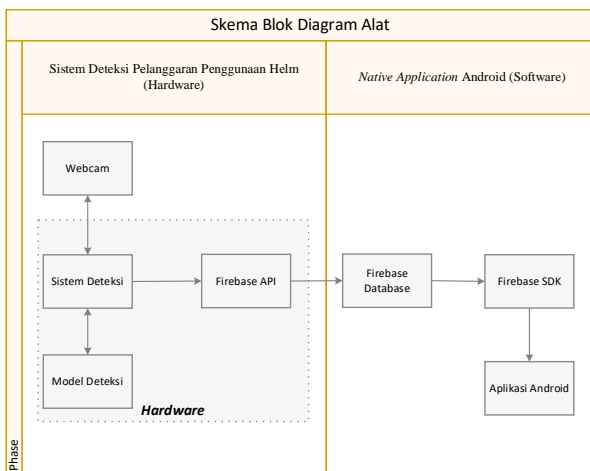 Skema Blok Diagram Alat
Sistem Deteksi Pelanggaran Penggunaan Helm
(Hardware)
Native Application Android (Software)
Webcam
Sistem Deteksi
Firebase API
Firebase
Database
Firebase SDK
Model Deteksi
Aplikasi Android
Hardware
Phase